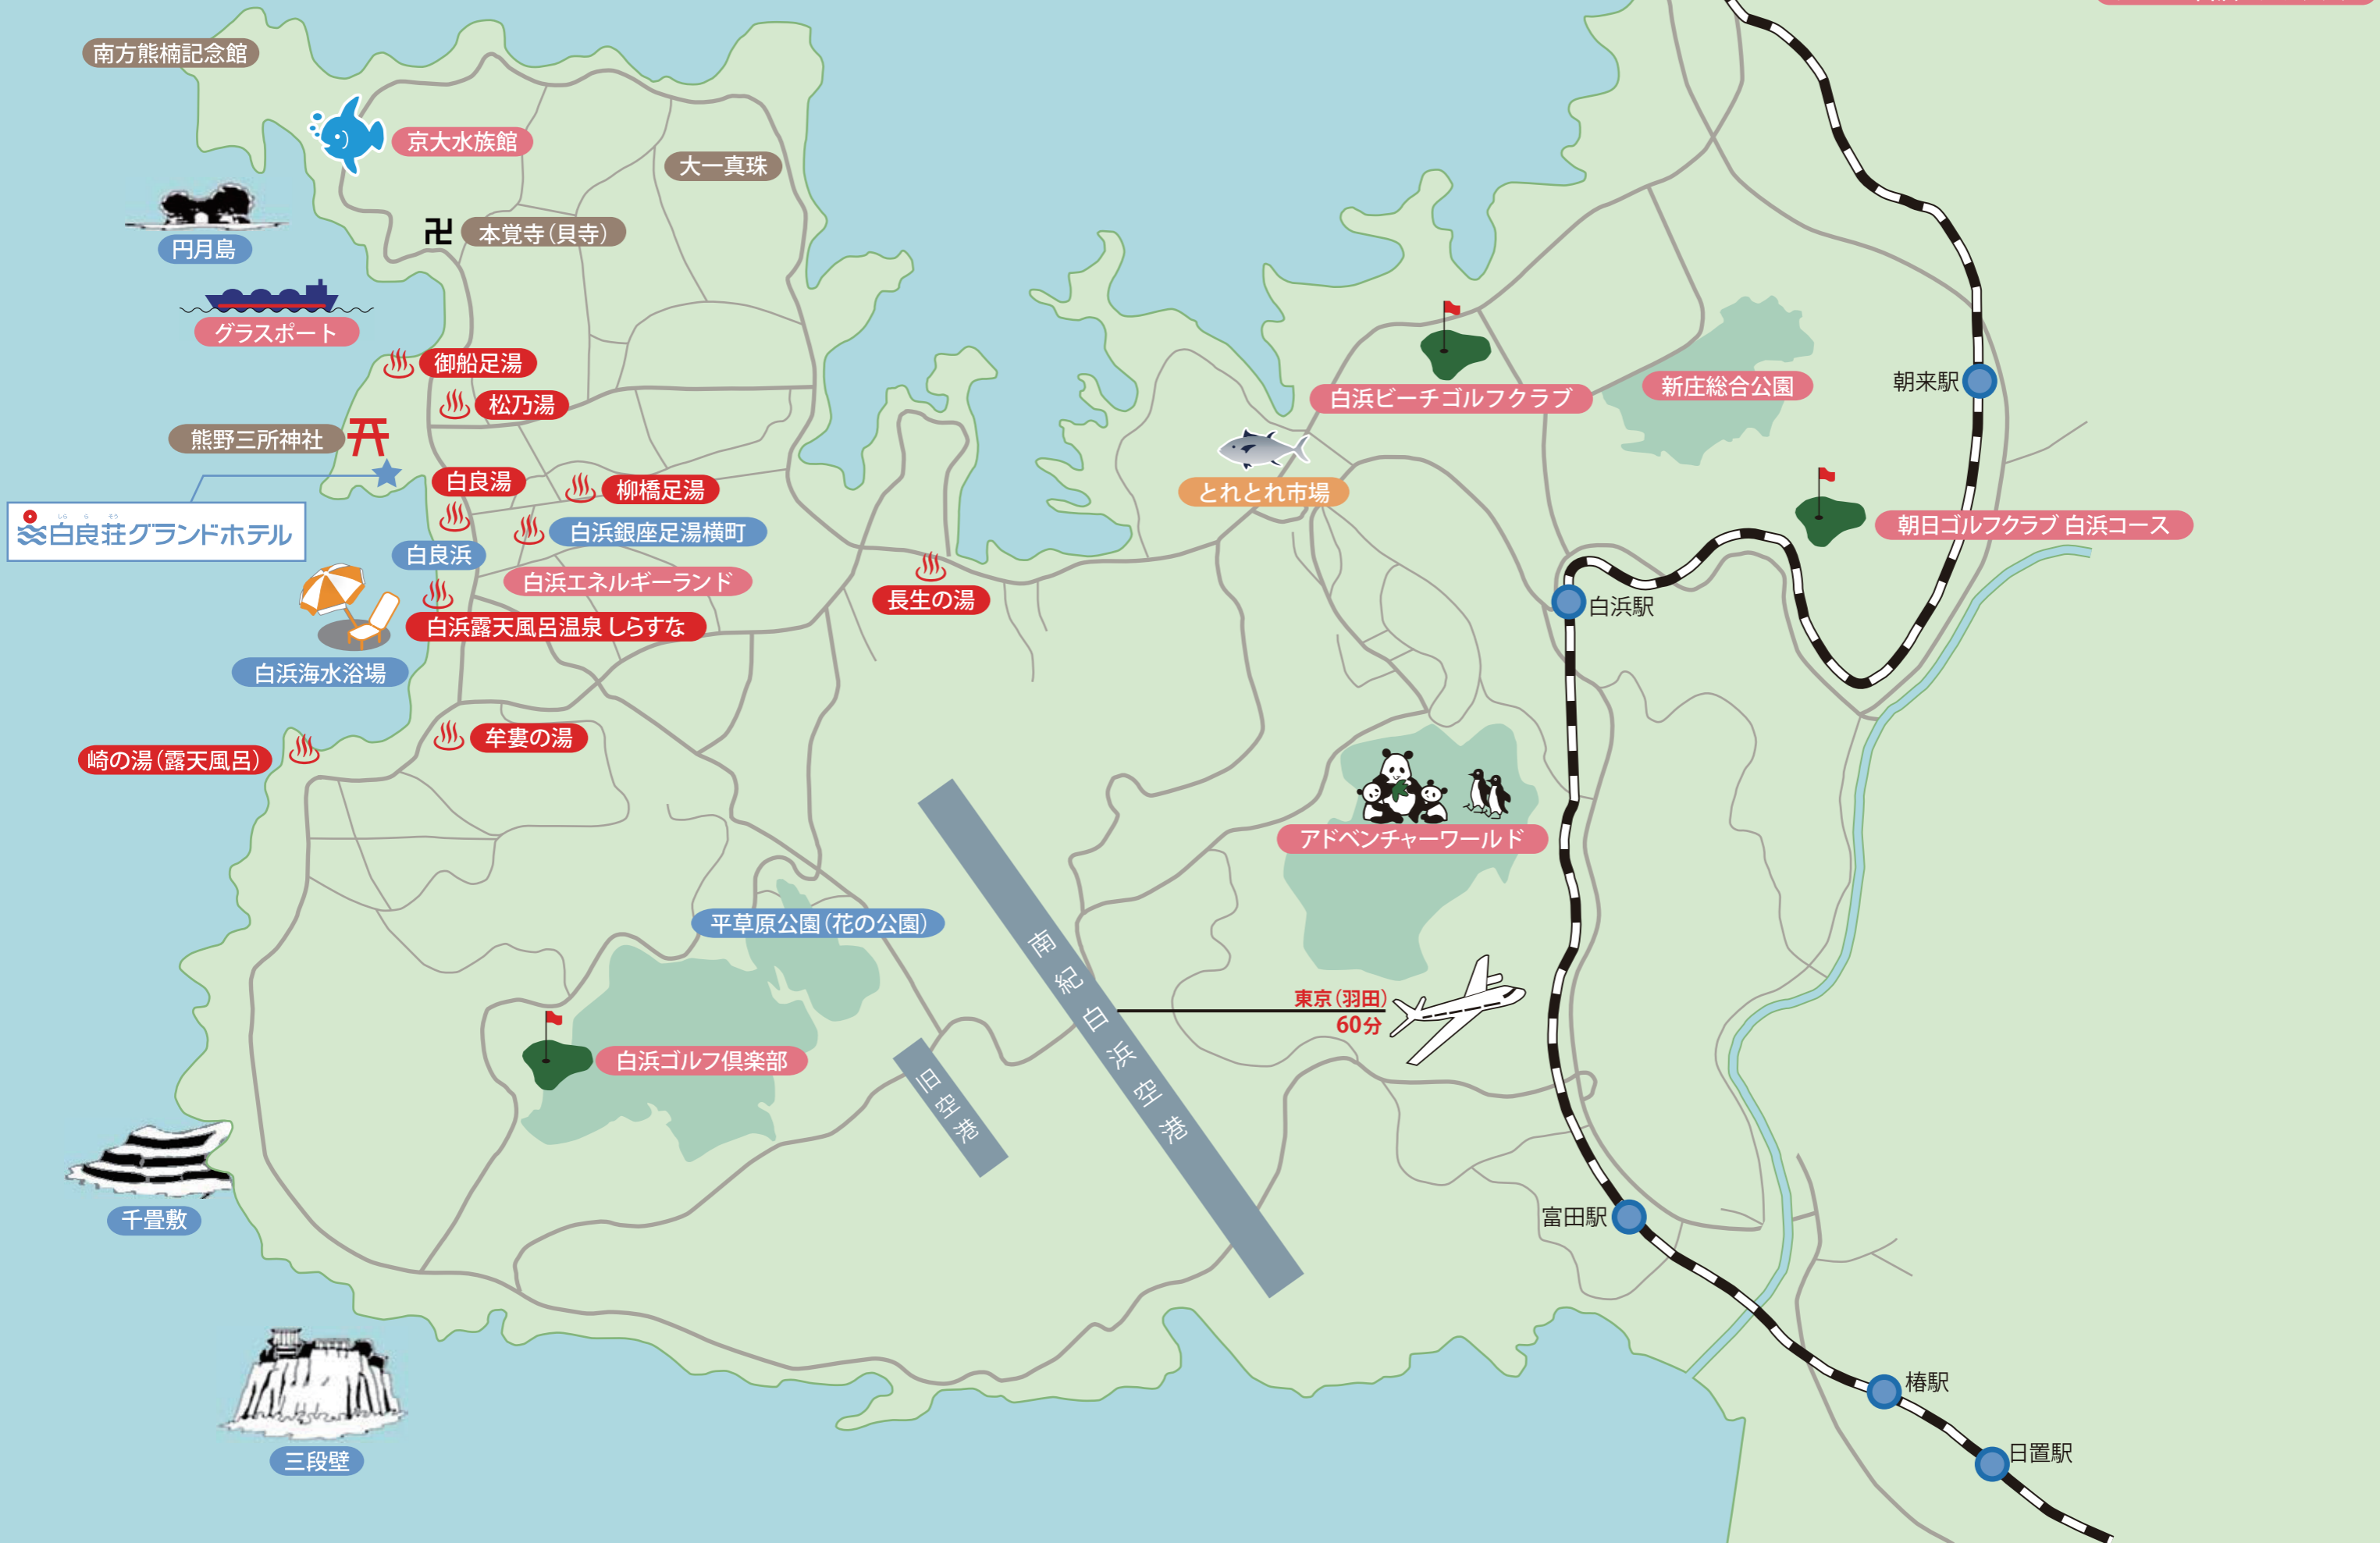 南方熊楠記念館
京大水族館
大一真珠
本覚寺（貝寺）
円月島
グラスボート
御船足湯
松乃湯
熊野三所神社
白良湯
柳橋足湯
しらら そう
白良荘グランドホテル
白浜銀座足湯横町
白良浜
白浜エネルギーランド
長生の湯
白浜露天風呂温泉 しらすな
白浜海水浴場
牟婁の湯
崎の湯（露天風呂）
白浜ビーチゴルフクラブ
新庄総合公園
朝来駅
とれとれ市場
朝日ゴルフクラブ 白浜コース
白浜駅
アドベンチャーワールド
平草原公園（花の公園）
南紀白浜空港
東京（羽田）
60分
白浜ゴルフ倶楽部
旧空港
千畳敷
富田駅
椿駅
日置駅
三段壁